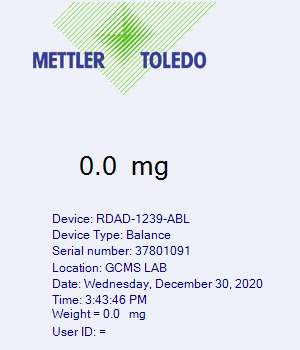 METTLER TOLEDO
0.0 mg
Device: RDAD-1239-ABL
Device Type: Balance
Serial number: 37801091
Location: GCMS LAB
Date: Wednesday, December 30, 2020
Time: 3:43:46 PM
Weight = 0.0 mg
User ID: =